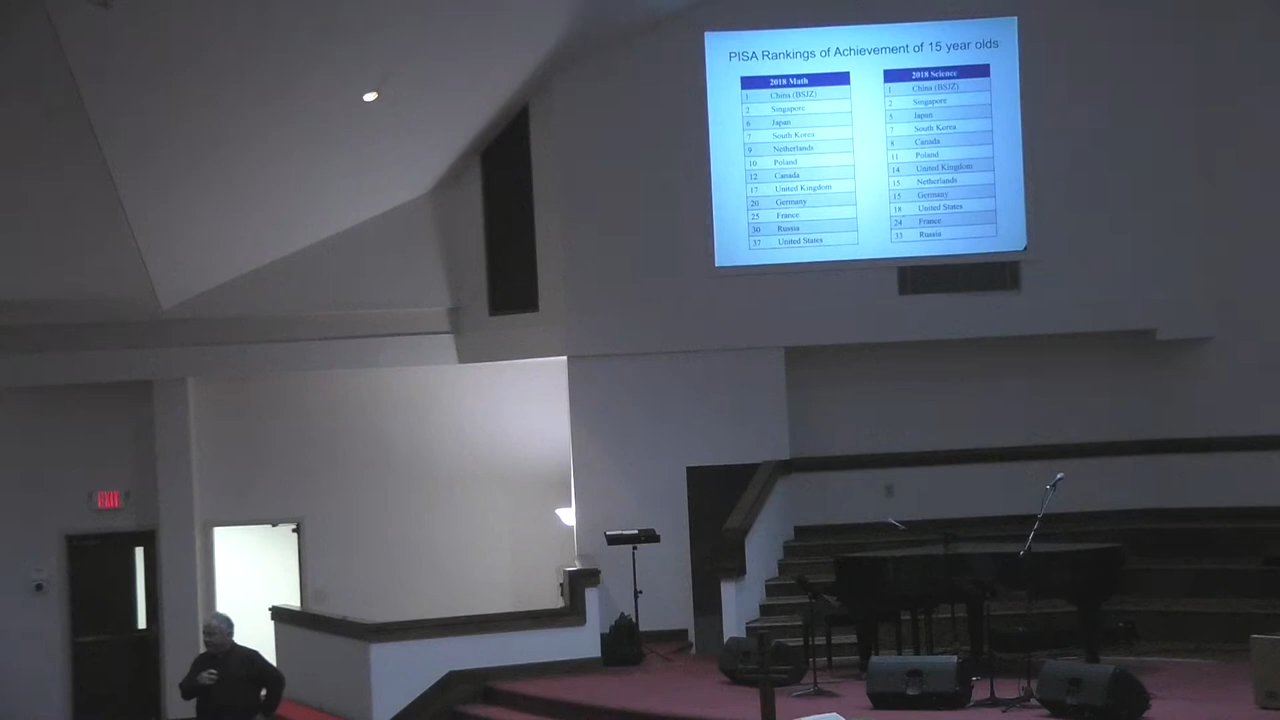 PISA Rankings of Achievement of 15 year olds
2018 Math
1 China (BSJZ)
2 Singapore
6 Japan
7 South Korea
9 Netherlands
10 Poland
12 Canada
17 United Kingdom
20 Germany
25 France
30 Russia
37 United States
2018 Science
1 China (BSJZ)
2 Singapore
5 Japan
7 South Korea
8 Canada
11 Poland
14 United Kingdom
15 Netherlands
15 Germany
18 United States
24 France
33 Russia
EXIT